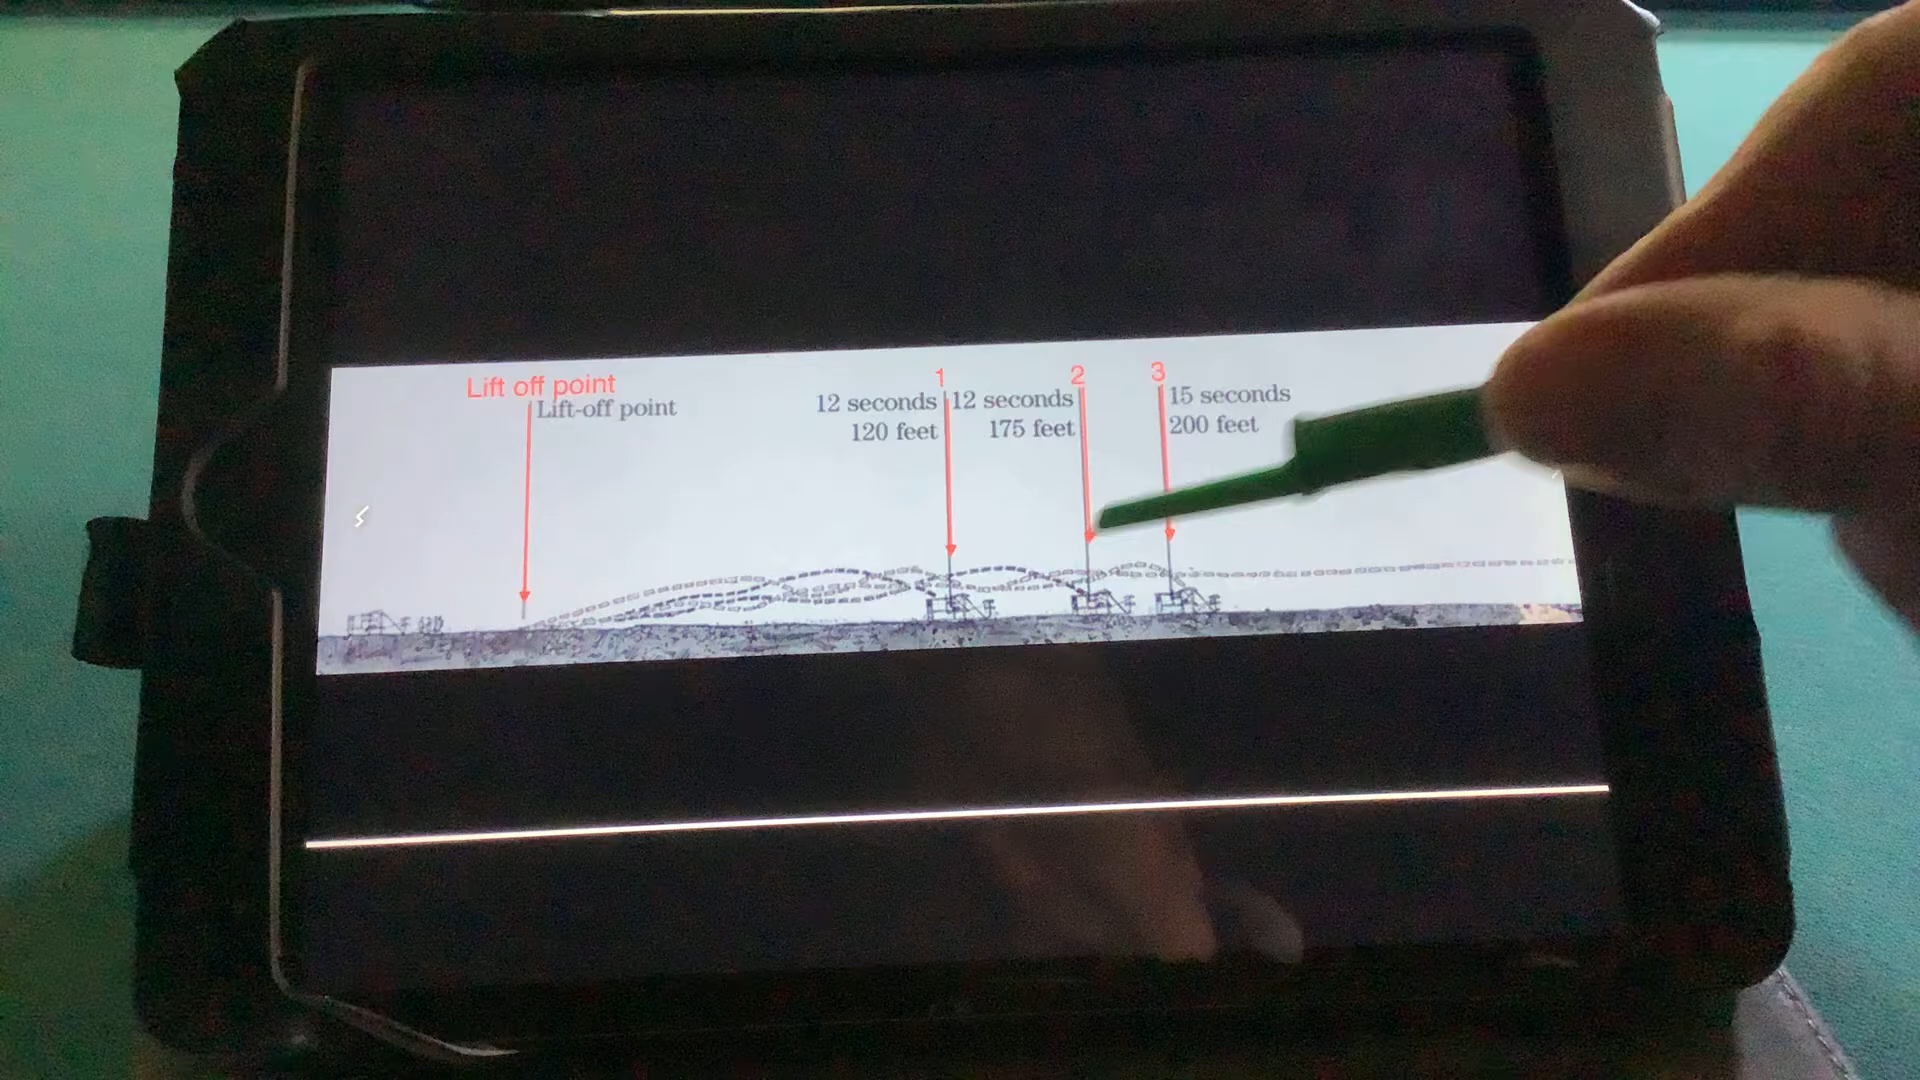 Lift off point
Lift-off point
1
12 seconds
120 feet
2
12 seconds
175 feet
3
15 seconds
200 feet